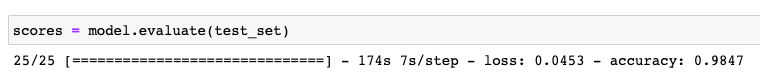 scores = model.evaluate(test_set)
25/25 [==============================] - 174s 7s/step - loss: 0.0453 - accuracy: 0.9847